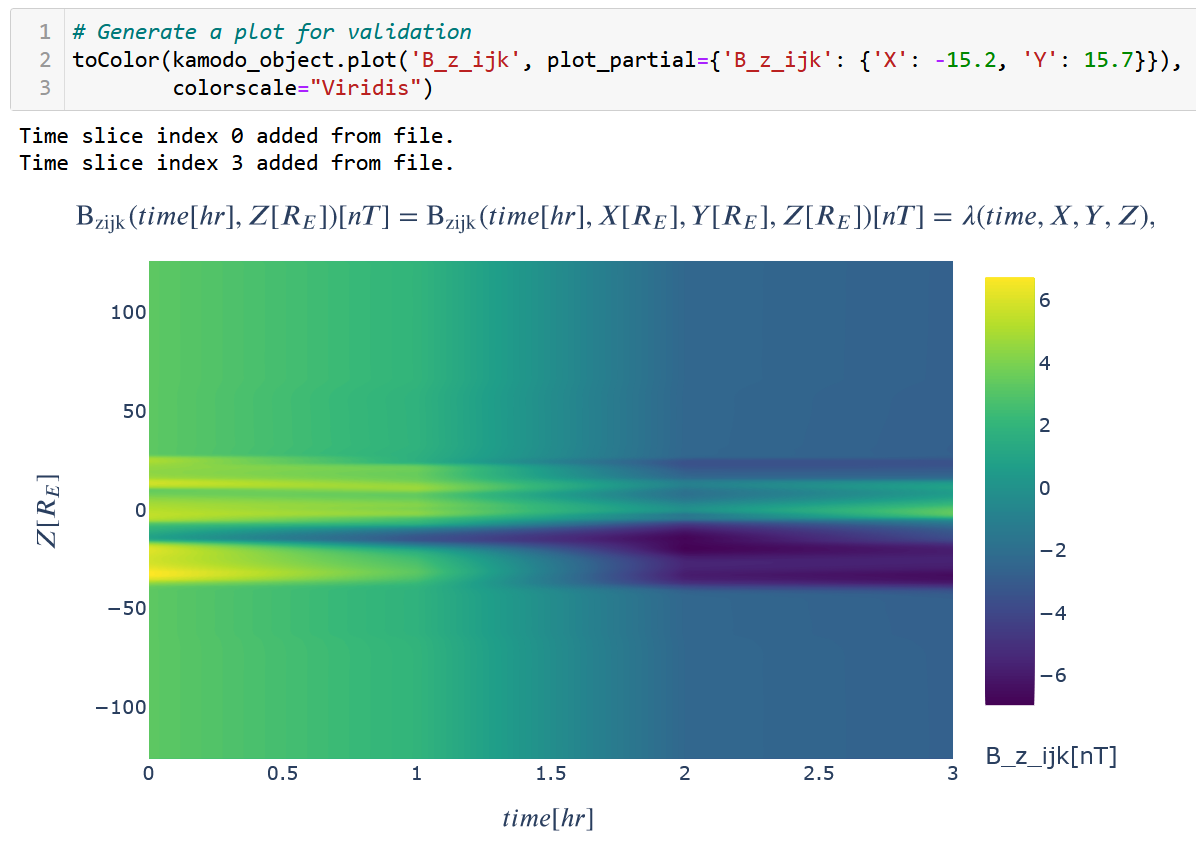 1 # Generate a plot for validation
2 toColor(kamodo_object.plot('B_z_ijk', plot_partial={'B_z_ijk': {'X': -15.2, 'Y': 15.7}}),
3 colorscale="Viridis")
Time slice index 0 added from file.
Time slice index 3 added from file.
B_zijk(time[hr], Z[R_E])[nT] = B_zijk(time[hr], X[R_E], Y[R_E], Z[R_E])[nT] = λ(time, X, Y, Z),
100
50
0
−50
−100
Z[R_E]
0 0.5 1 1.5 2 2.5 3
time[hr]
6
4
2
0
−2
−4
−6
B_z_ijk[nT]